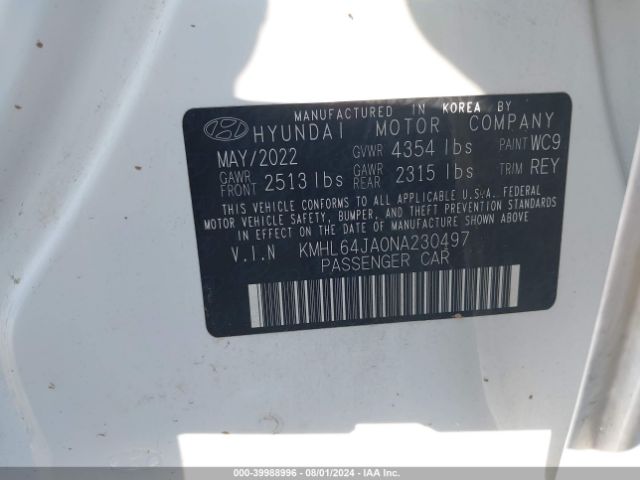 MANUFACTURED IN KOREA BY
HYUNDAI MOTOR COMPANY
MAY/2022 GVWR 4354 lbs PAINT WC9
GAWR FRONT 2513 lbs GAWR REAR 2315 lbs TRIM REY
THIS VEHICLE CONFORMS TO ALL APPLICABLE U.S.A. FEDERAL
MOTOR VEHICLE SAFETY, BUMPER, AND THEFT PREVENTION STANDARDS
IN EFFECT ON THE DATE OF MANUFACTURE SHOWN ABOVE.
V.I.N KMHL64JA0NA230497
PASSENGER CAR
000-39988996 - 08/01/2024 - IAAI.COM